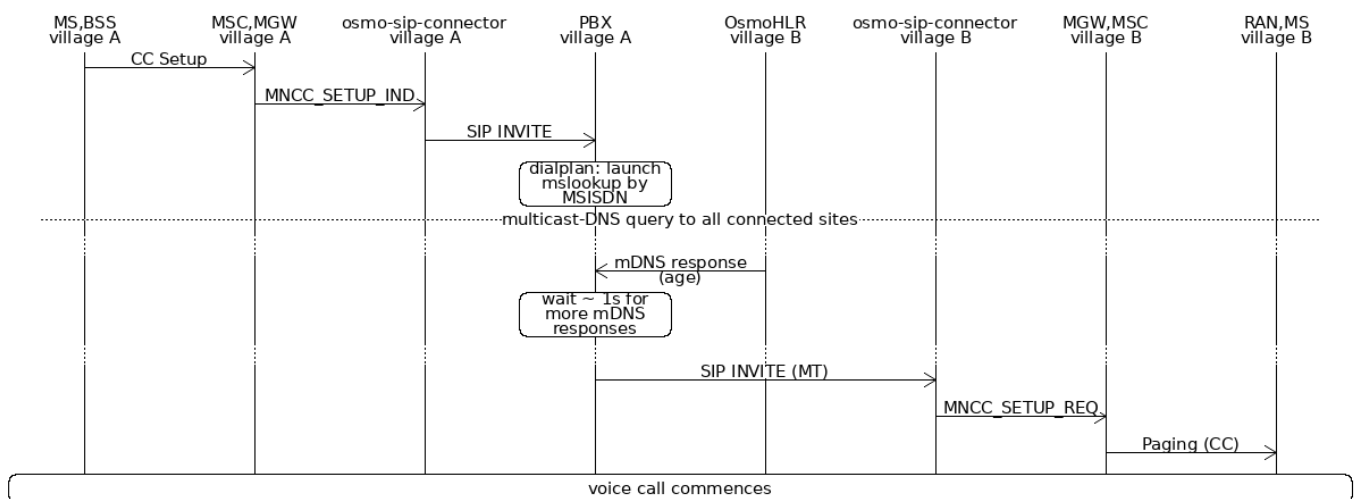 MS,BSS
village A
MSC,MGW
village A
osmo-sip-connector
village A
PBX
village A
OsmoHLR
village B
osmo-sip-connector
village B
MGW,MSC
village B
RAN,MS
village B
CC Setup
MNCC_SETUP_IND
SIP INVITE
dialplan: launch
mslookup by
MSISDN
multicast-DNS query to all connected sites
mDNS response
(age)
wait ~ 1s for
more mDNS
responses
SIP INVITE (MT)
MNCC_SETUP_REQ
Paging (CC)
voice call commences